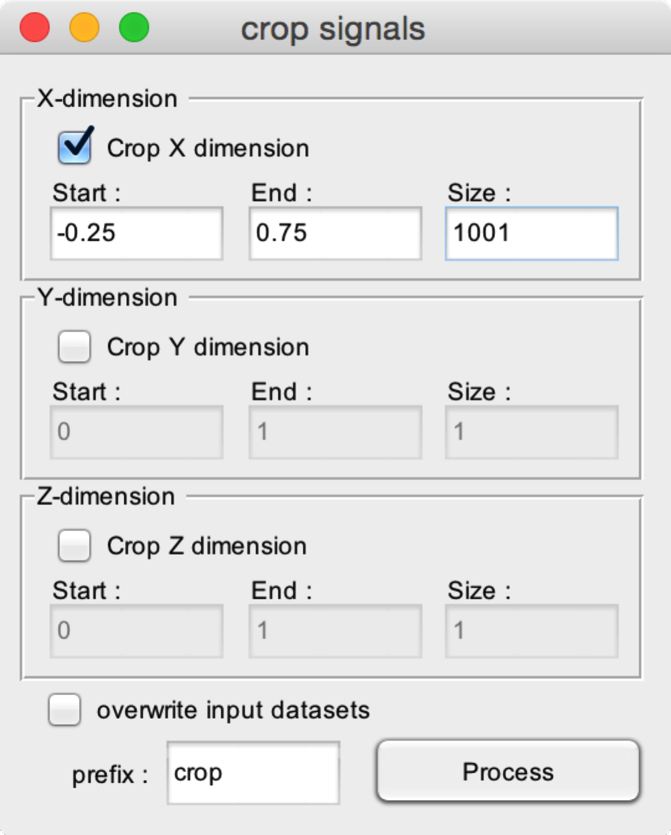 crop signals
X-dimension
Crop X dimension
Start : End : Size :
-0.25 0.75 1001
Y-dimension
Crop Y dimension
Start : End : Size :
0 1 1
Z-dimension
Crop Z dimension
Start : End : Size :
0 1 1
overwrite input datasets
prefix : crop Process